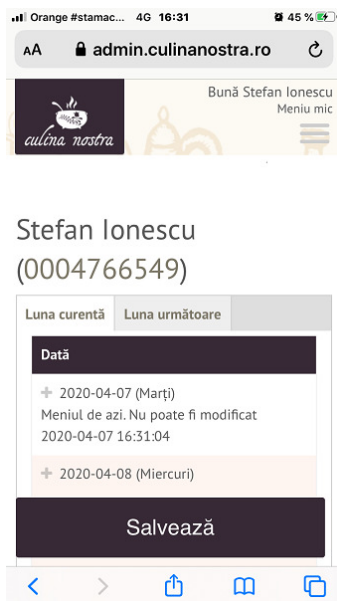 Orange #stamac... 4G 16:31 45 %
AA admin.culinanostra.ro
Bună Stefan Ionescu
Meniu mic
culina nostra
Stefan Ionescu
(0004766549)
Luna curentă Luna următoare
Dată
2020-04-07 (Marți)
Meniul de azi. Nu poate fi modificat
2020-04-07 16:31:04
2020-04-08 (Miercuri)
Salvează